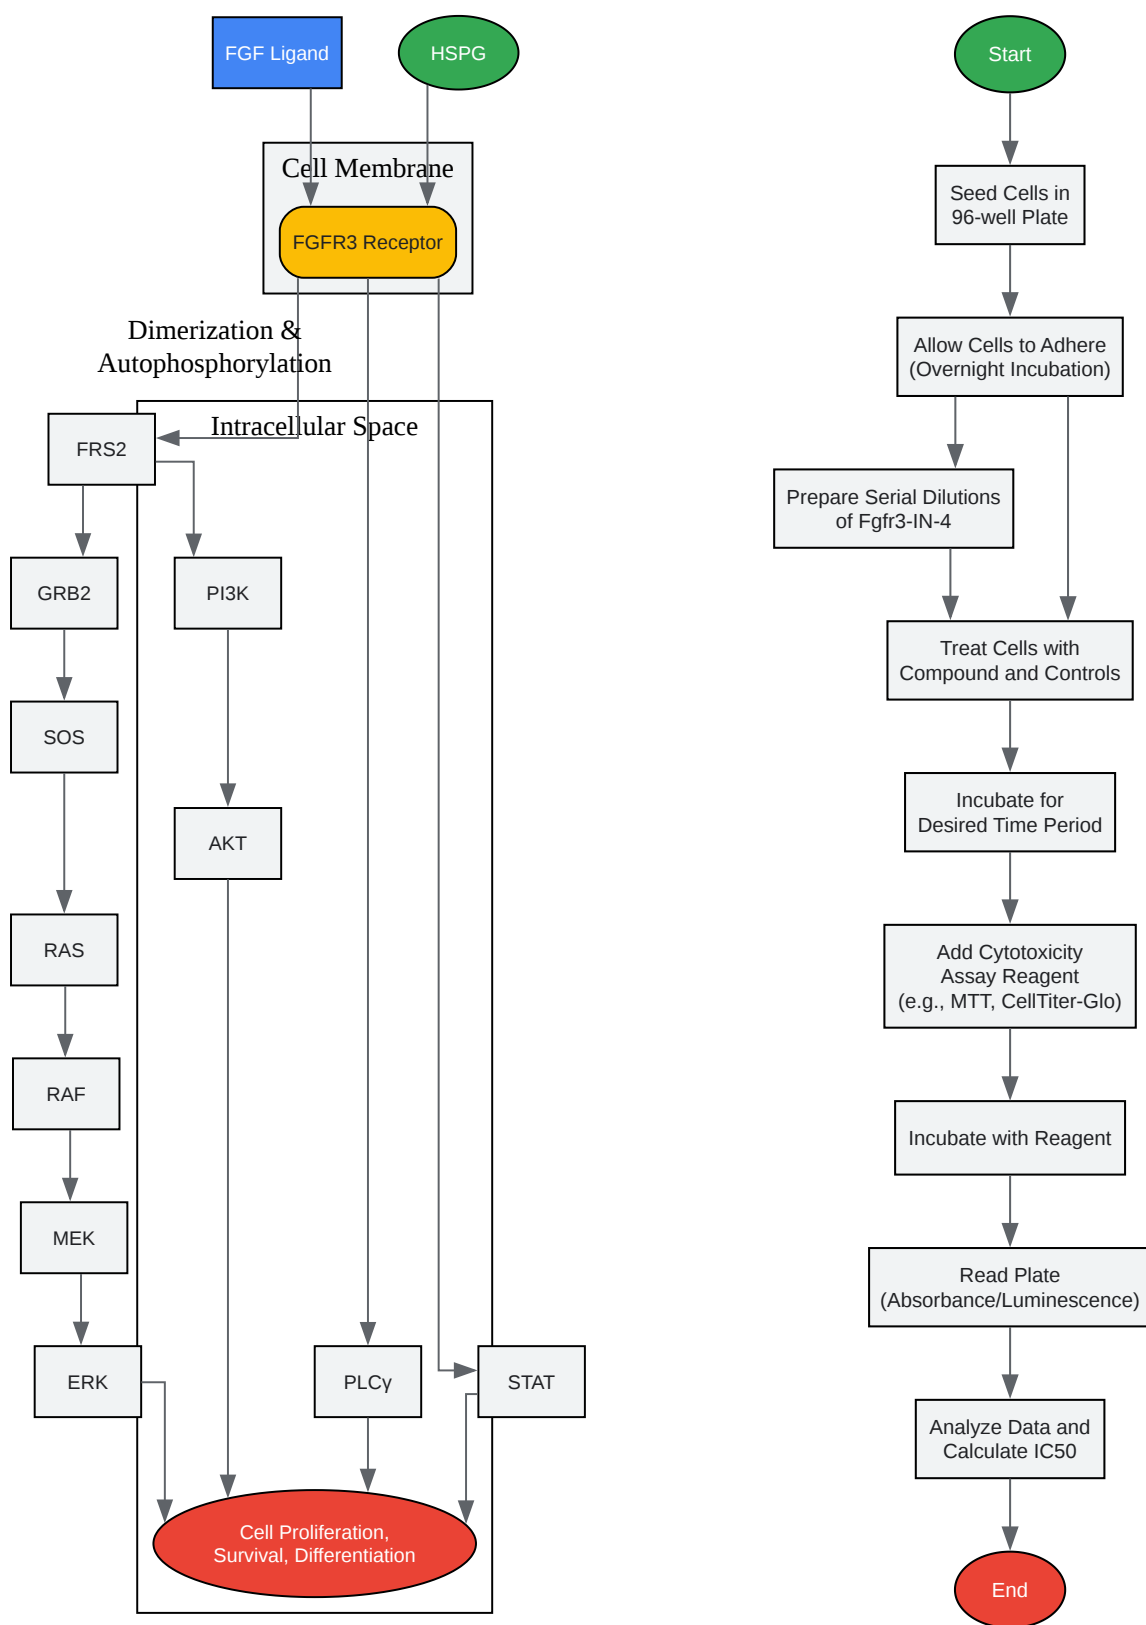 FGF Ligand
HSPG
Cell Membrane
FGFR3 Receptor
Dimerization &
Autophosphorylation
Intracellular Space
FRS2
GRB2
PI3K
SOS
AKT
RAS
RAF
MEK
ERK
PLCγ
STAT
Cell Proliferation,
Survival, Differentiation
Start
Seed Cells in
96-well Plate
Allow Cells to Adhere
(Overnight Incubation)
Prepare Serial Dilutions
of Fgfr3-IN-4
Treat Cells with
Compound and Controls
Incubate for
Desired Time Period
Add Cytotoxicity
Assay Reagent
(e.g., MTT, CellTiter-Glo)
Incubate with Reagent
Read Plate
(Absorbance/Luminescence)
Analyze Data and
Calculate IC50
End